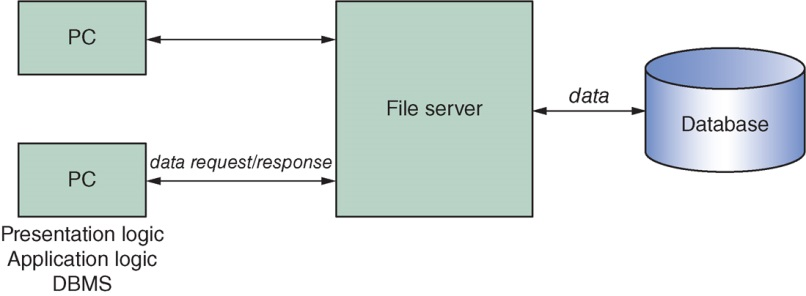 PC
File server
data
Database
PC
data request/response
Presentation logic
Application logic
DBMS